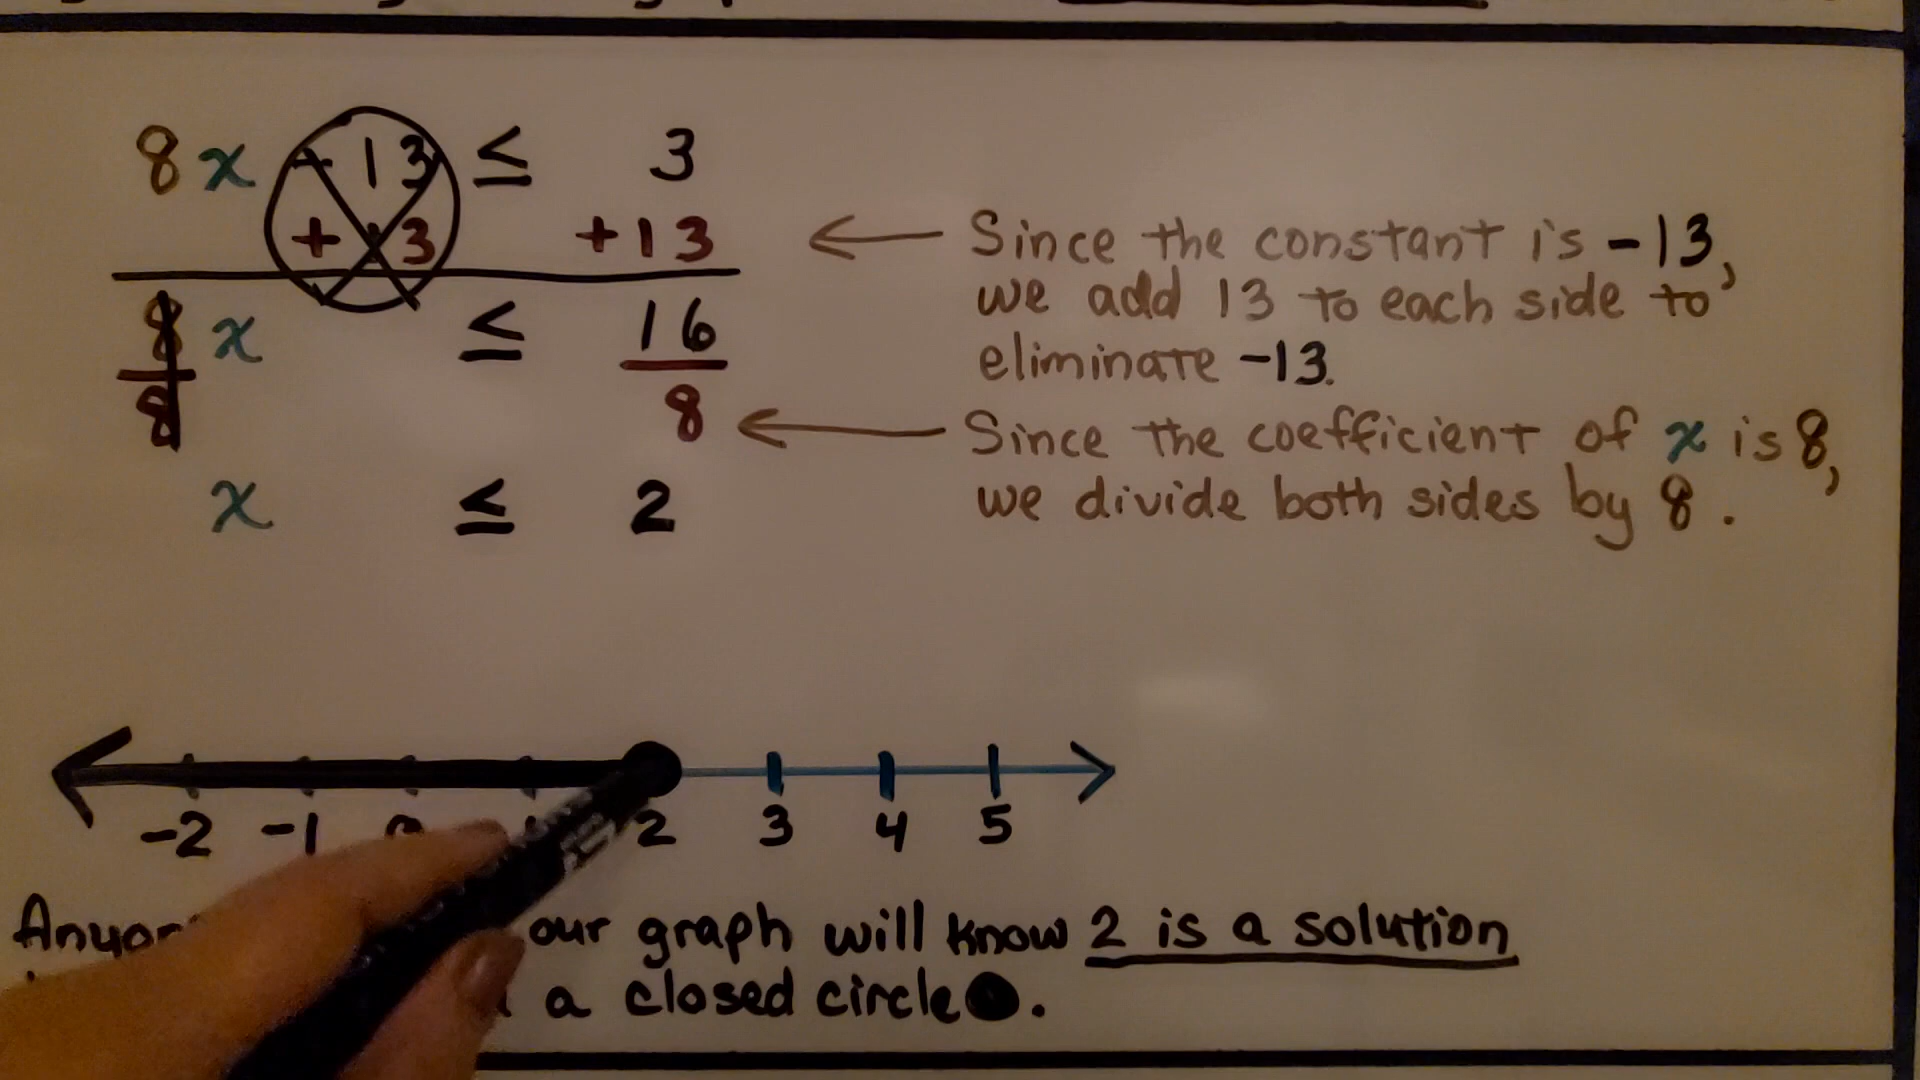 8x - 13 ≤ 3
+ 13 +13
8x ≤ 16
8 8
x ≤ 2
Since the constant is -13,
we add 13 to each side to
eliminate -13.
Since the coefficient of x is 8,
we divide both sides by 8.
-2 -1 2 3 4 5
our graph will know 2 is a solution
a closed circle ●.